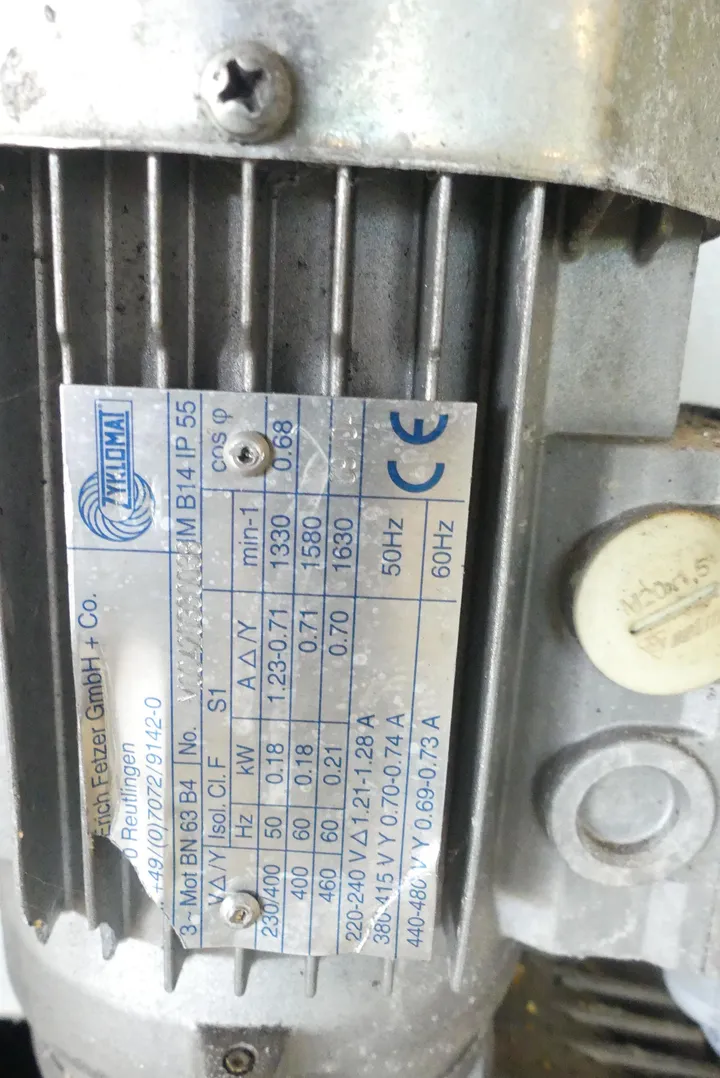 ZYKLOMAT
Erich Fetzer GmbH + Co.
Reutlingen
+49/(0)7072/9142-0
3~ Mot BN 63 B4 No. IM B14 IP 55
V Δ/Y Isol. Cl. F S1 cos φ
Hz kW A Δ/Y min-1
230/400 50 0.18 1.23-0.71 1330 0.68
400 60 0.18 0.71 1580
460 60 0.21 0.70 1630
220-240 V Δ 1.21-1.28 A
380-415 V Y 0.70-0.74 A 50Hz
440-480 V Y 0.69-0.73 A 60Hz
CE
M20x1,5